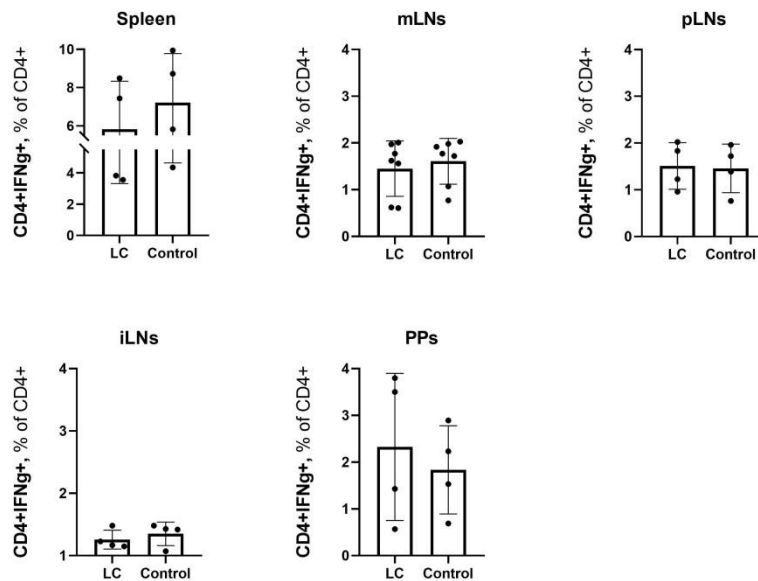 Spleen
CD4+IFNg+, % of CD4+
10
8
6
4
2
0
LC Control
mLNs
CD4+IFNg+, % of CD4+
4
3
2
1
0
LC Control
pLNs
CD4+IFNg+, % of CD4+
4
3
2
1
0
LC Control
iLNs
CD4+IFNg+, % of CD4+
4
3
2
1
LC Control
PPs
CD4+IFNg+, % of CD4+
4
3
2
1
0
LC Control